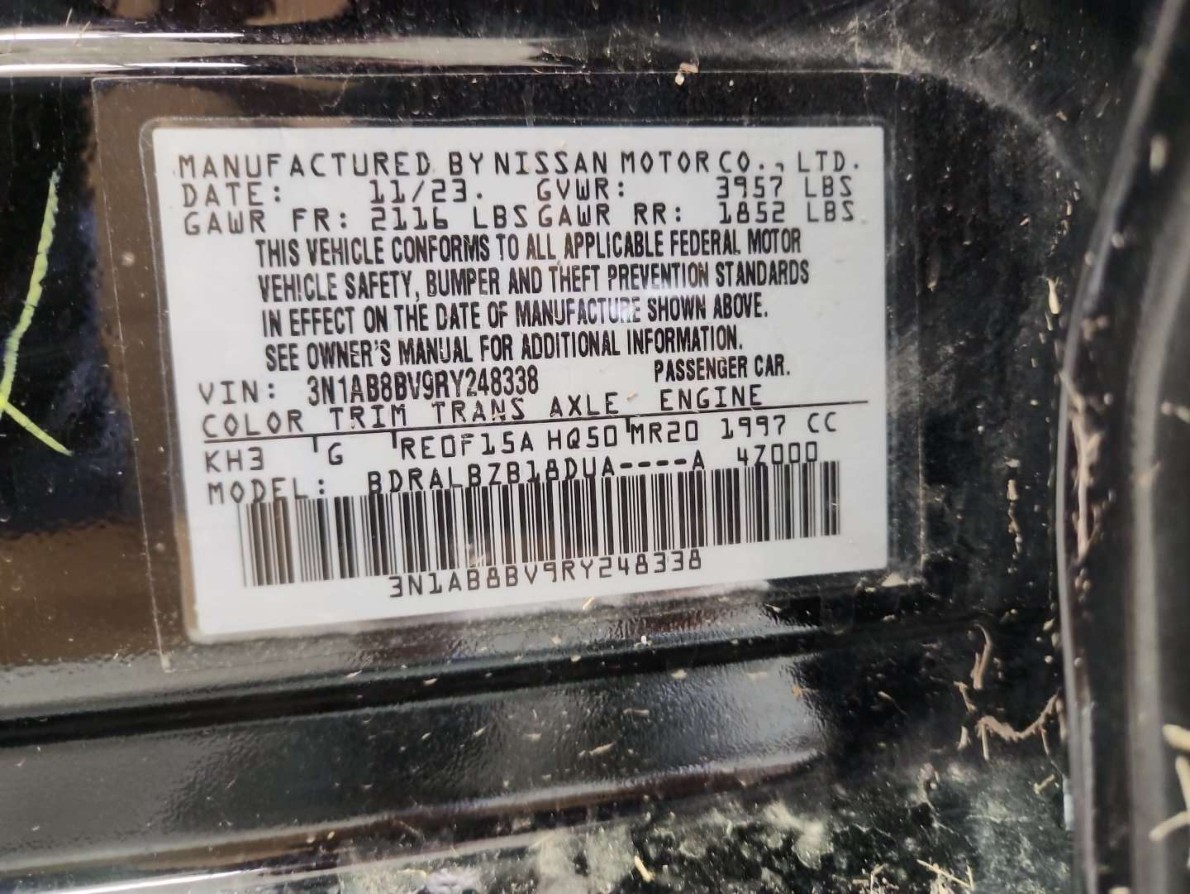 MANUFACTURED BY NISSAN MOTOR CO., LTD.
DATE: 11/23. GVWR: 3957 LBS
GAWR FR: 2116 LBS GAWR RR: 1852 LBS
THIS VEHICLE CONFORMS TO ALL APPLICABLE FEDERAL MOTOR
VEHICLE SAFETY, BUMPER AND THEFT PREVENTION STANDARDS
IN EFFECT ON THE DATE OF MANUFACTURE SHOWN ABOVE.
SEE OWNER'S MANUAL FOR ADDITIONAL INFORMATION.
VIN: 3N1AB8BV9RY248338 PASSENGER CAR.
COLOR TRIM TRANS AXLE ENGINE
KH3 G RE0F15A HQ50 MR20 1997 CC
MODEL: BDRALBZB18DUA----A 4Z000
3N1AB8BV9RY248338